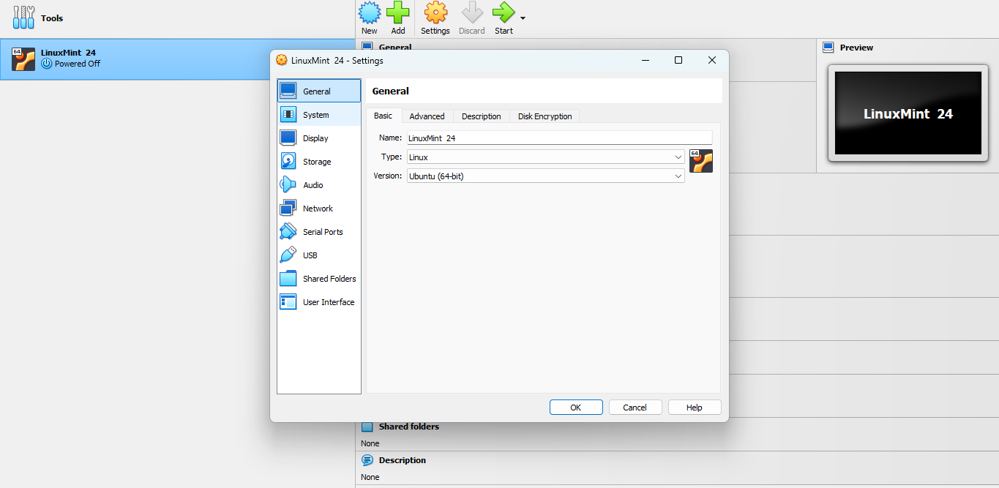 Tools
New
Add
Settings
Discard
Start
64
LinuxMint 24
Powered Off
General
Preview
LinuxMint 24
LinuxMint 24 - Settings
General
System
Display
Storage
Audio
Network
Serial Ports
USB
Shared Folders
User Interface
General
Basic
Advanced
Description
Disk Encryption
Name: LinuxMint 24
Type: Linux
64
Version: Ubuntu (64-bit)
OK
Cancel
Help
Shared folders
None
Description
None